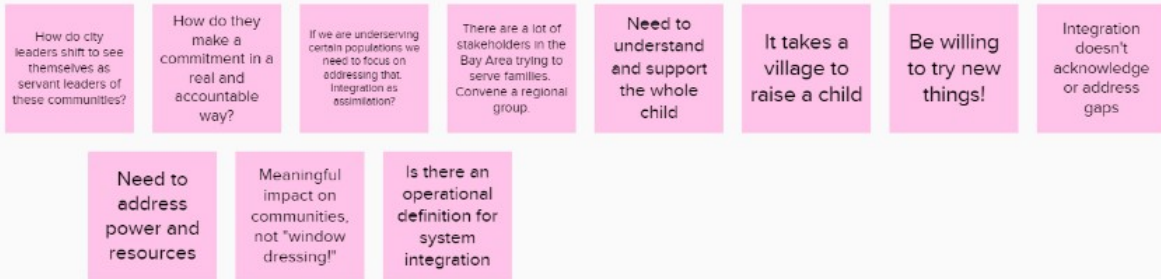 How do city
leaders shift to see
themselves as
servant leaders of
these communities?
How do they
make a
commitment in a
real and
accountable
way?
If we are underserving
certain populations we
need to focus on
addressing that.
Integration as
assimilation?
There are a lot of
stakeholders in the
Bay Area trying to
serve families.
Convene a regional
group.
Need to
understand
and support
the whole
child
It takes a
village to
raise a child
Be willing
to try new
things!
Integration
doesn't
acknowledge
or address
gaps
Need to
address
power and
resources
Meaningful
impact on
communities,
not "window
dressing!"
Is there an
operational
definition for
system
integration